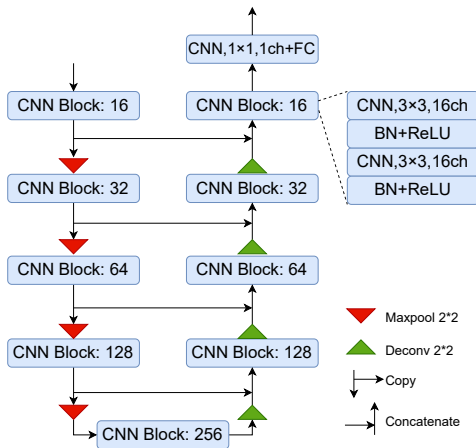 CNN,1×1,1ch+FC
CNN Block: 16
CNN Block: 16
CNN,3×3,16ch
BN+ReLU
CNN,3×3,16ch
BN+ReLU
CNN Block: 32
CNN Block: 32
CNN Block: 64
CNN Block: 64
CNN Block: 128
CNN Block: 128
CNN Block: 256
Maxpool 2*2
Deconv 2*2
Copy
Concatenate